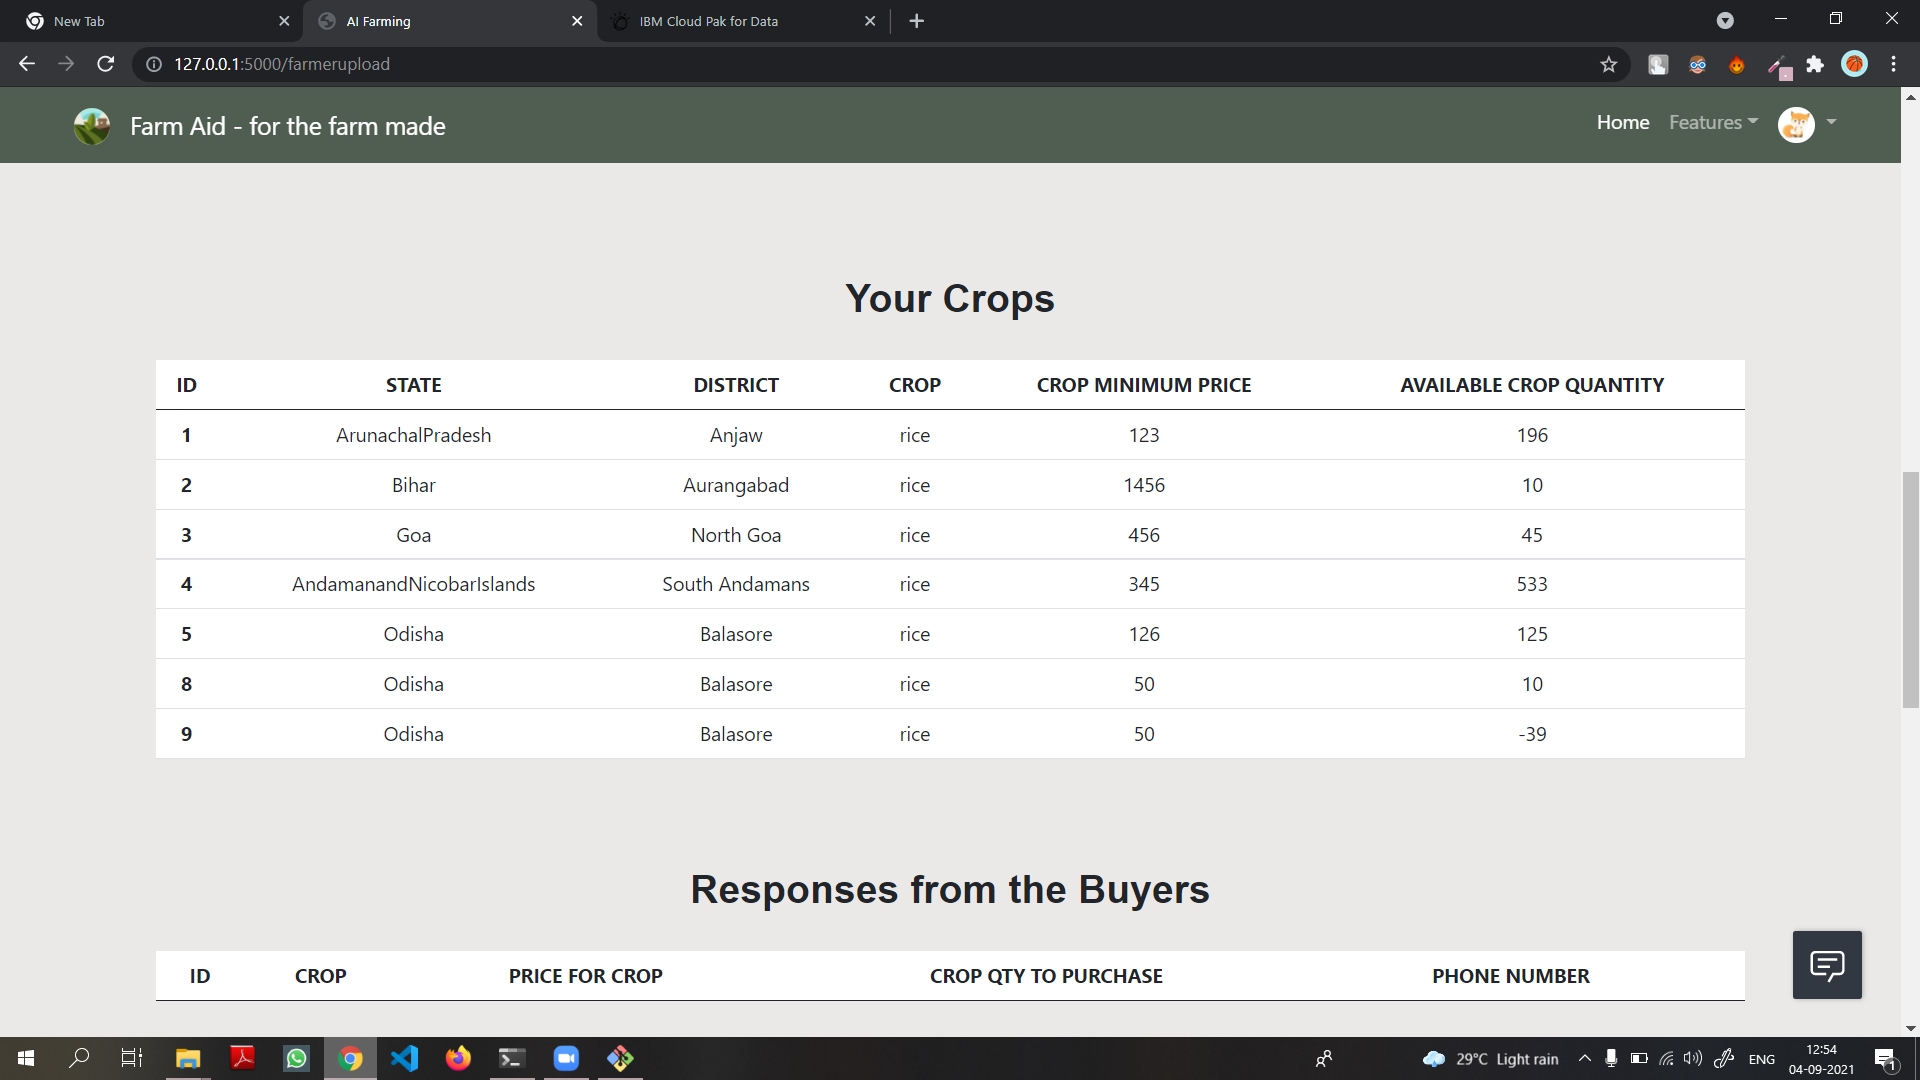 New Tab
AI Farming
IBM Cloud Pak for Data
127.0.0.1:5000/farmerupload
Farm Aid - for the farm made
Home
Features
Your Crops
ID STATE DISTRICT CROP CROP MINIMUM PRICE AVAILABLE CROP QUANTITY
1 ArunachalPradesh Anjaw rice 123 196
2 Bihar Aurangabad rice 1456 10
3 Goa North Goa rice 456 45
4 AndamanandNicobarIslands South Andamans rice 345 533
5 Odisha Balasore rice 126 125
8 Odisha Balasore rice 50 10
9 Odisha Balasore rice 50 -39
Responses from the Buyers
ID CROP PRICE FOR CROP CROP QTY TO PURCHASE PHONE NUMBER
29°C Light rain
ENG
12:54
04-09-2021
1